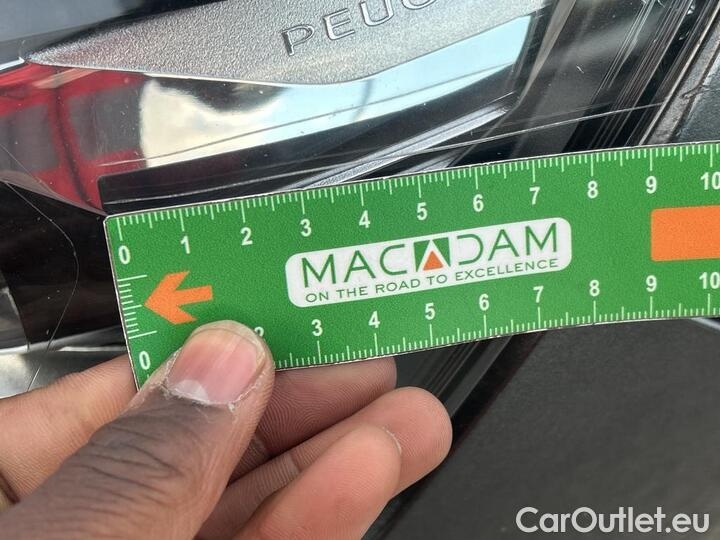 PEUG
0 1 2 3 4 5 6 7 8 9 10
MACADAM
ON THE ROAD TO EXCELLENCE
0 2 3 4 5 6 7 8 9 10
CarOutlet.eu